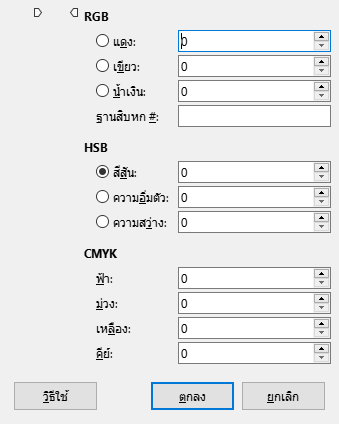 RGB
แดง: 0
เขียว: 0
น้ำเงิน: 0
ฐานสิบหก #:
HSB
สีสัน: 0
ความอิ่มตัว: 0
ความสว่าง: 0
CMYK
ฟ้า: 0
ม่วง: 0
เหลือง: 0
คีย์: 0
วิธีใช้ ตกลง ยกเลิก